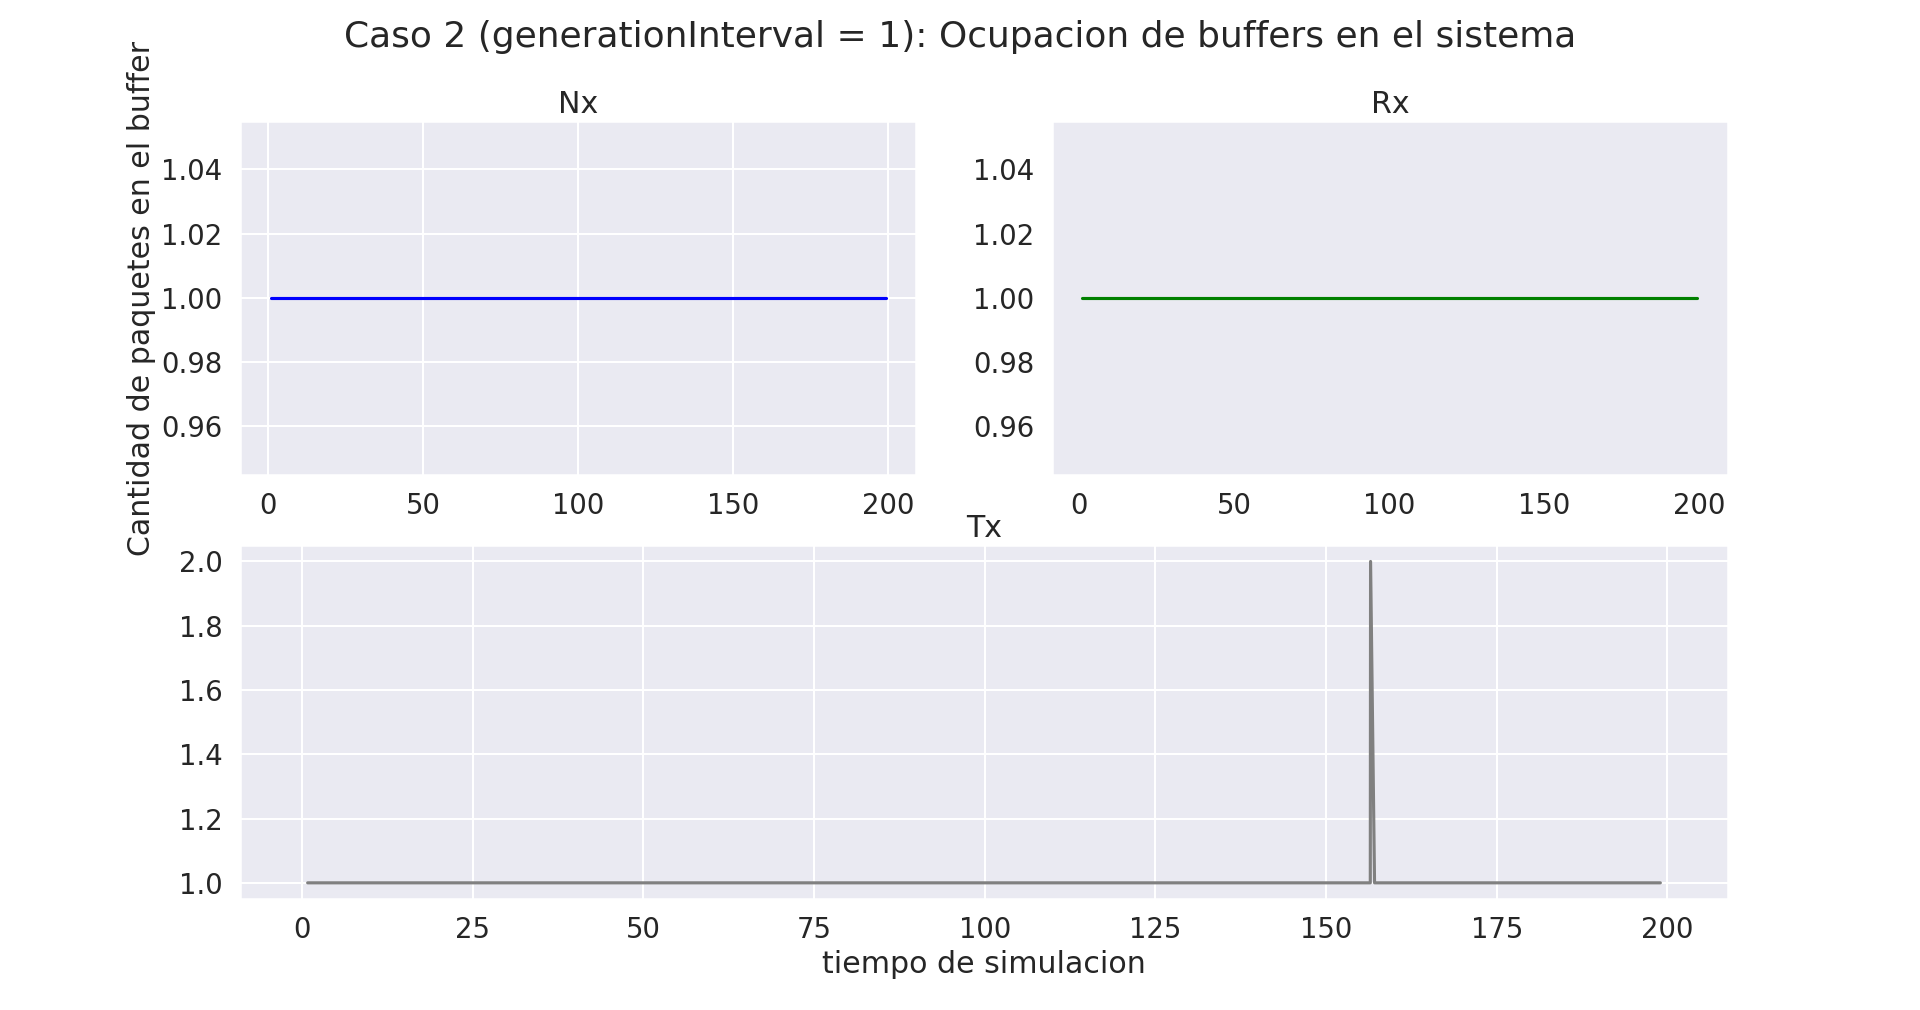 Caso 2 (generationInterval = 1): Ocupacion de buffers en el sistema
Cantidad de paquetes en el buffer
Nx
1.04
1.02
1.00
0.98
0.96
0 50 100 150 200
Rx
1.04
1.02
1.00
0.98
0.96
0 50 100 150 200
Tx
2.0
1.8
1.6
1.4
1.2
1.0
0 25 50 75 100 125 150 175 200
tiempo de simulacion